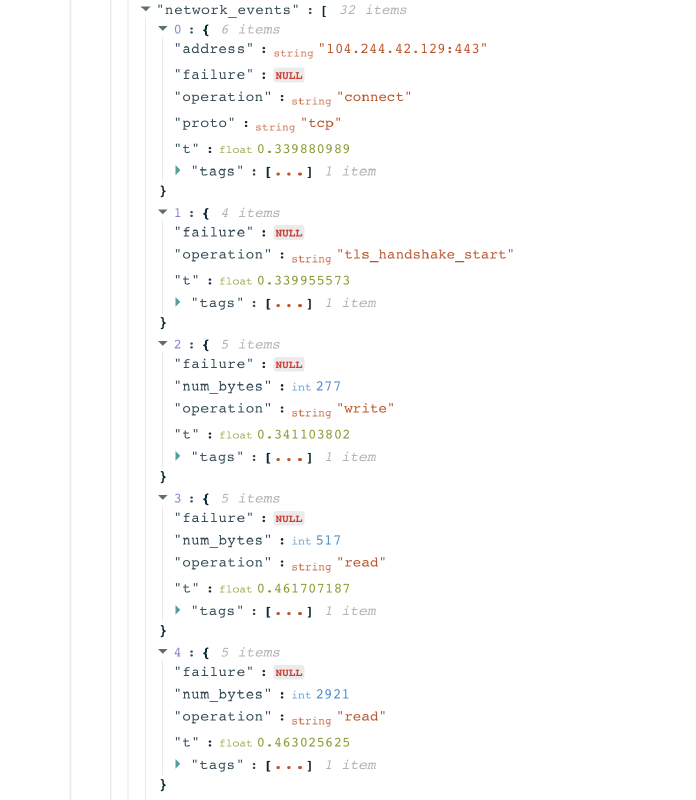 "network_events" : [ 32 items
0 : { 6 items
"address" : string "104.244.42.129:443"
"failure" : NULL
"operation" : string "connect"
"proto" : string "tcp"
"t" : float 0.339880989
"tags" : [...] 1 item
}
1 : { 4 items
"failure" : NULL
"operation" : string "tls_handshake_start"
"t" : float 0.339955573
"tags" : [...] 1 item
}
2 : { 5 items
"failure" : NULL
"num_bytes" : int 277
"operation" : string "write"
"t" : float 0.341103802
"tags" : [...] 1 item
}
3 : { 5 items
"failure" : NULL
"num_bytes" : int 517
"operation" : string "read"
"t" : float 0.461707187
"tags" : [...] 1 item
}
4 : { 5 items
"failure" : NULL
"num_bytes" : int 2921
"operation" : string "read"
"t" : float 0.463025625
"tags" : [...] 1 item
}